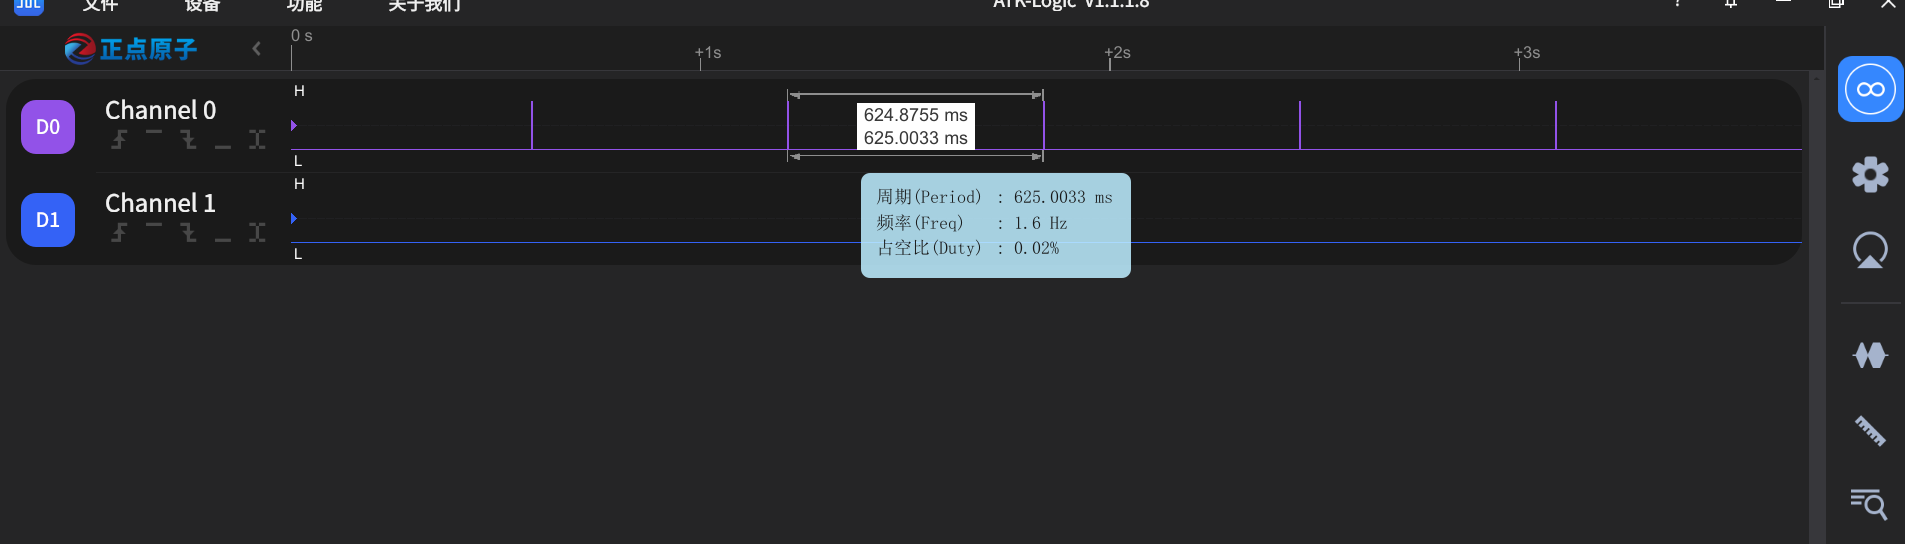 文件 设备 功能 关于我们 ATK-Logic V1.1.1.8
正点原子
0 s +1s +2s +3s
D0 Channel 0
H
L
624.8755 ms
625.0033 ms
D1 Channel 1
H
L
周期(Period) : 625.0033 ms
频率(Freq) : 1.6 Hz
占空比(Duty) : 0.02%